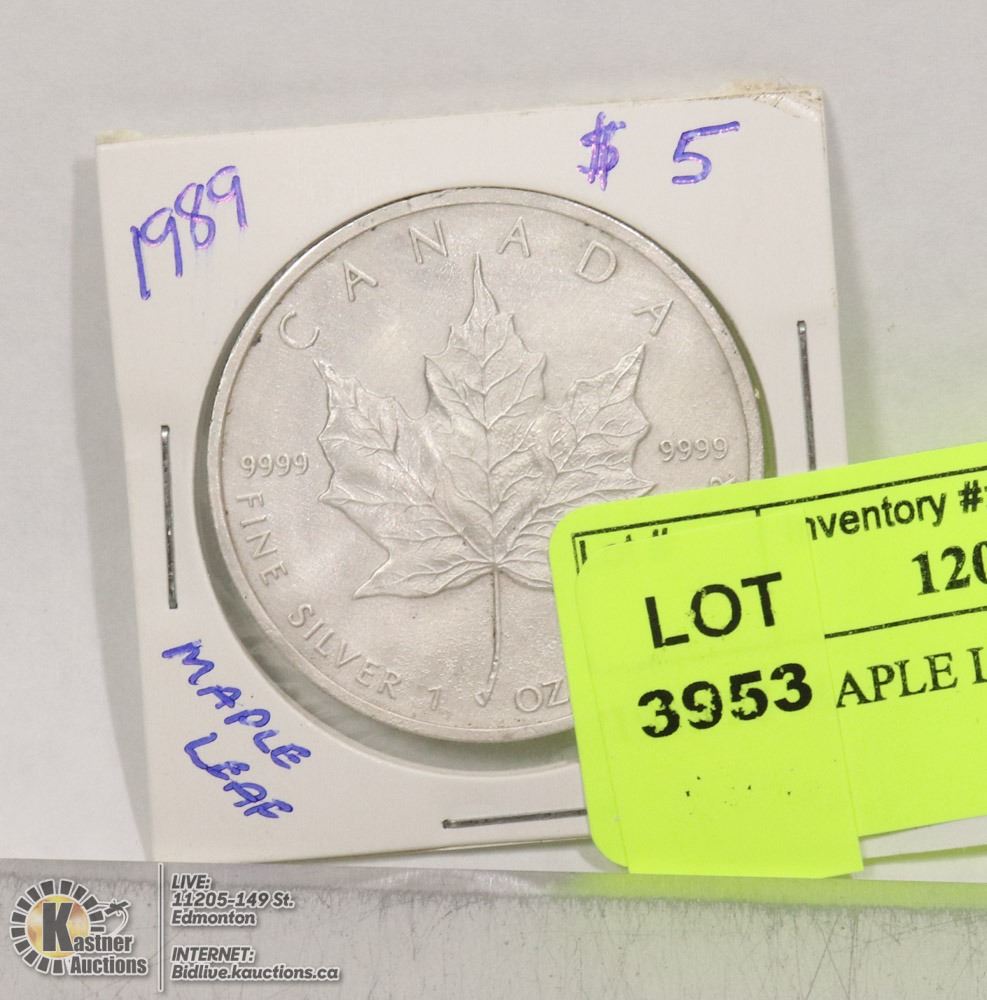 1989
$ 5
CANADA
9999
9999
FINE SILVER 1 OZ
MAPLE
LEAF
nventory #
120
LOT
3953
APLE L
Kastner
Auctions
LIVE:
11205-149 St.
Edmonton
INTERNET:
Bidlive.kauctions.ca